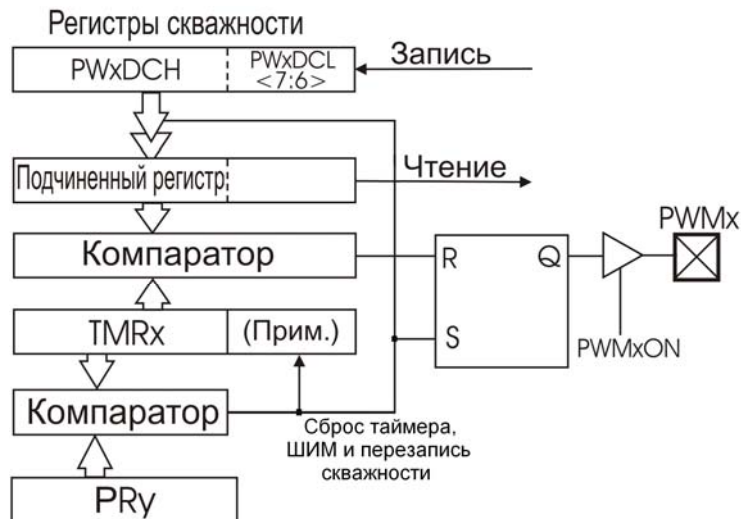 Регистры скважности
PWxDCH
PWxDCL
<7:6>
Запись
Подчиненный регистр
Чтение
PWMx
Компаратор
R
Q
TMRx
(Прим.)
S
PWMxON
Компаратор
Сброс таймера,
ШИМ и перезапись
скважности
PRy